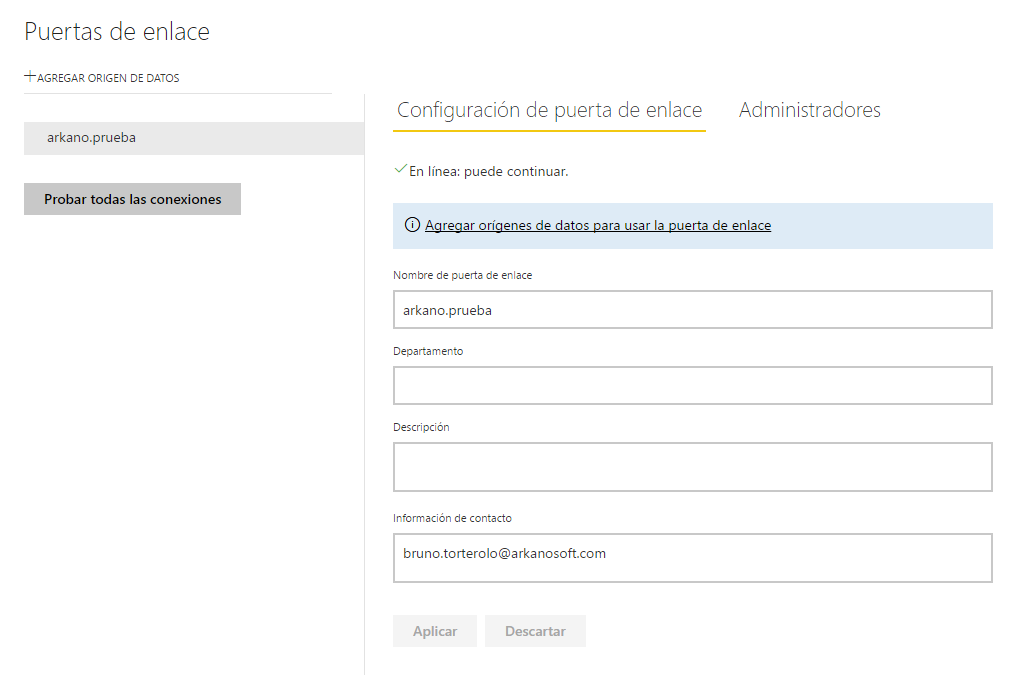 Puertas de enlace
+AGREGAR ORIGEN DE DATOS
arkano.prueba
Probar todas las conexiones
Configuración de puerta de enlace
Administradores
En línea: puede continuar.
Agregar orígenes de datos para usar la puerta de enlace
Nombre de puerta de enlace
arkano.prueba
Departamento
Descripción
Información de contacto
bruno.torterolo@arkanosoft.com
Aplicar
Descartar